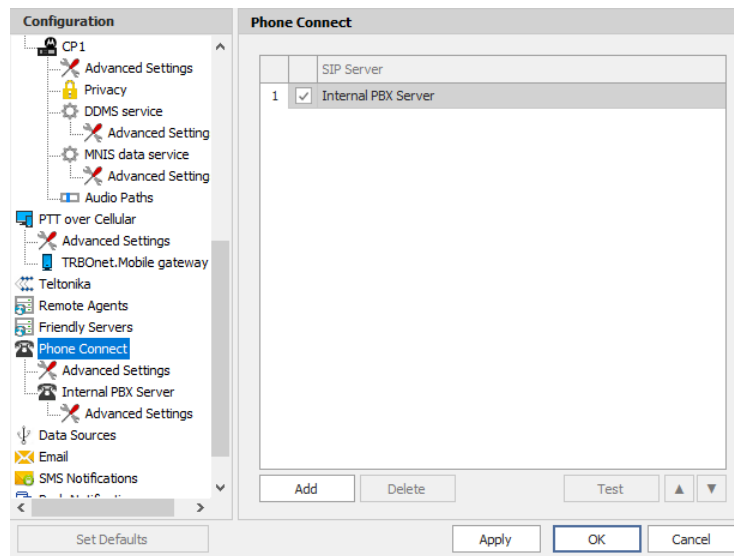 Configuration
CP1
Advanced Settings
Privacy
DDMS service
Advanced Setting
MNIS data service
Advanced Setting
Audio Paths
PTT over Cellular
Advanced Settings
TRBOnet.Mobile gateway
Teltonika
Remote Agents
Friendly Servers
Phone Connect
Advanced Settings
Internal PBX Server
Advanced Settings
Data Sources
Email
SMS Notifications
Set Defaults
Phone Connect
SIP Server
1 Internal PBX Server
Add Delete Test
Apply OK Cancel